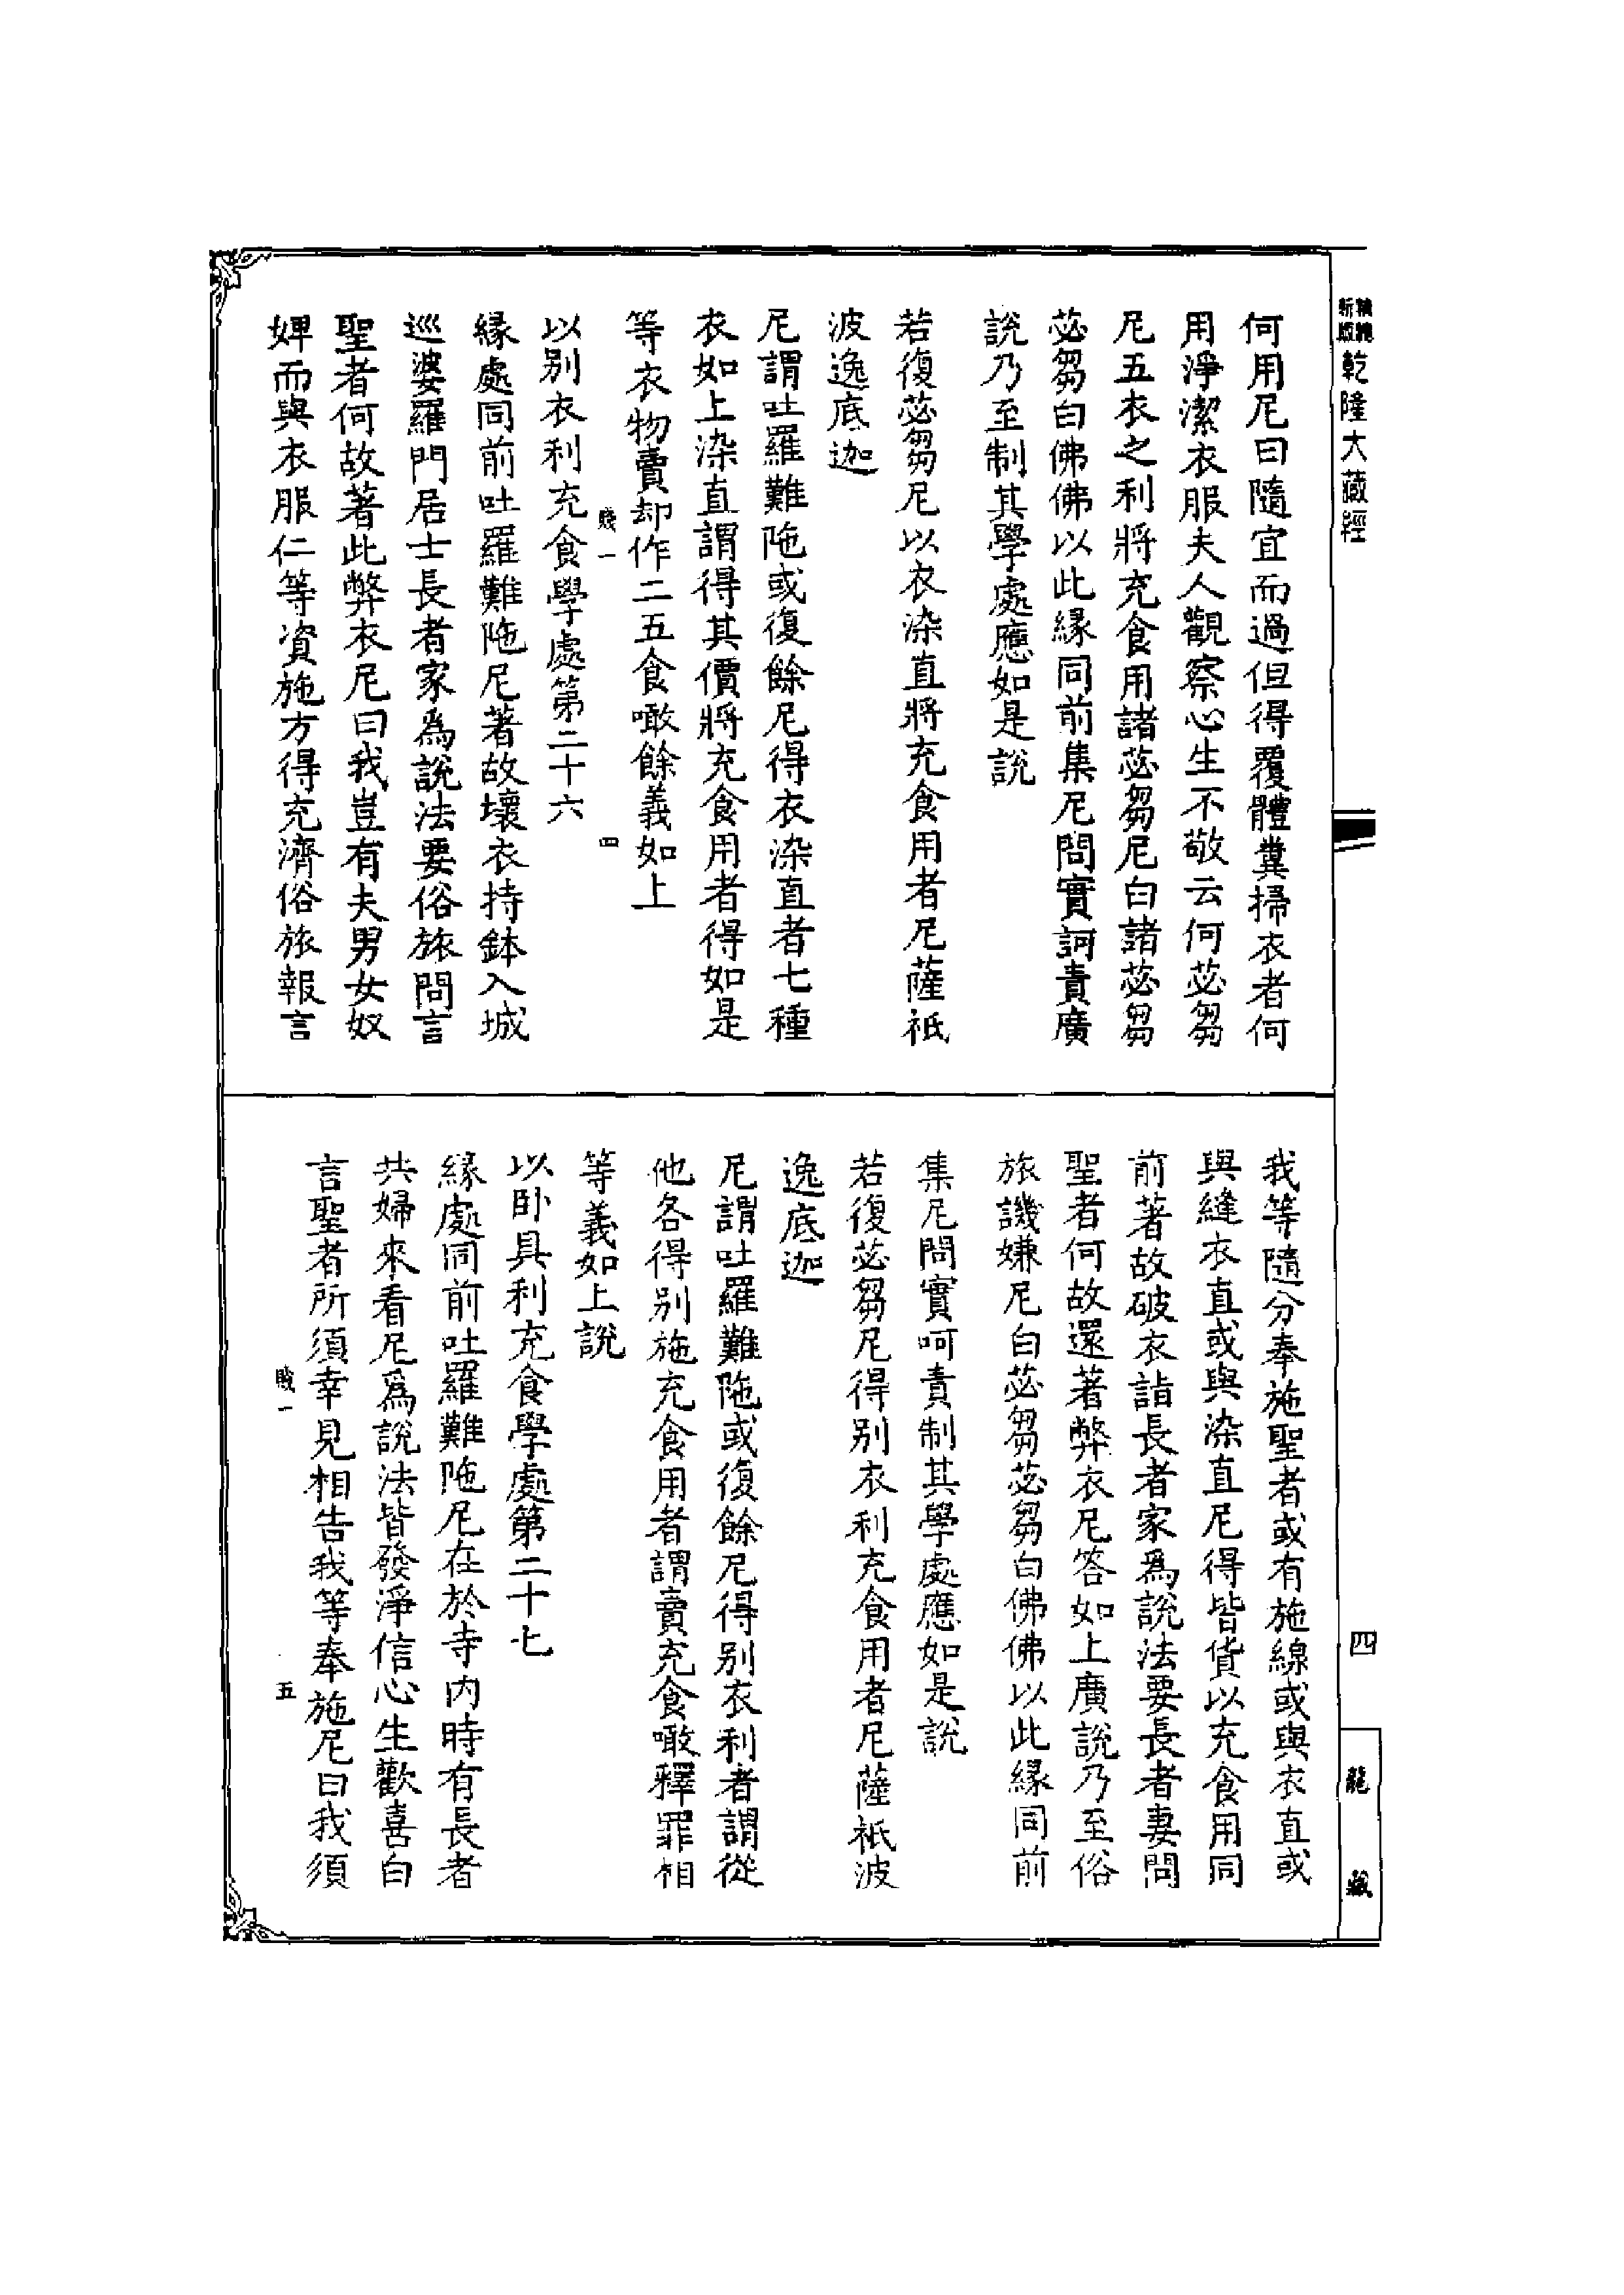 乾隆大藏經
何用尼曰隨宜而過但得覆體糞掃衣者何
用淨潔衣服夫人觀察心生不敬云何苾芻
尼五衣之利將充食用諸苾芻尼白諸苾芻
苾芻白佛佛以此緣同前集尼問實訶責廣
說乃至制其學處應如是說
若復苾芻尼以衣染直將充食用者尼薩祇
波逸底迦
尼謂吐羅難陁或復餘尼得衣染直者七種
衣如上染直謂得其價將充食用者得如是
等衣物賣却作二五食噉餘義如上
一
四
以別衣利充食學處第二十六
緣處同前吐羅難陁尼著故壞衣持鉢入城
巡婆羅門居士長者家爲說法要俗旅問言
聖者何故著此弊衣尼曰我豈有夫男女奴
婢而與衣服仁等資施方得充濟俗旅報言
我等隨分奉施聖者或有施線或與衣直或
與縫衣直或與染直尼得皆貨以充食用同
前著故破衣詣長者家爲說法要長者妻問
聖者何故還著弊衣尼答如上廣說乃至俗
旅譏嫌尼白苾芻苾芻白佛佛以此緣同前
集尼問實呵責制其學處應如是說
若復苾芻尼得別衣利充食用者尼薩祇波
逸底迦
尼謂吐羅難陁或復餘尼得別衣利者謂從
他各得別施充食用者謂賣充食噉釋罪相
等義如上說
以卧具利充食學處第二十七
緣處同前吐羅難陁尼在於寺內時有長者
共婦來看尼爲說法皆發淨信心生歡喜白
言聖者所須幸見相告我等奉施尼曰我須
一
五
四
龍藏